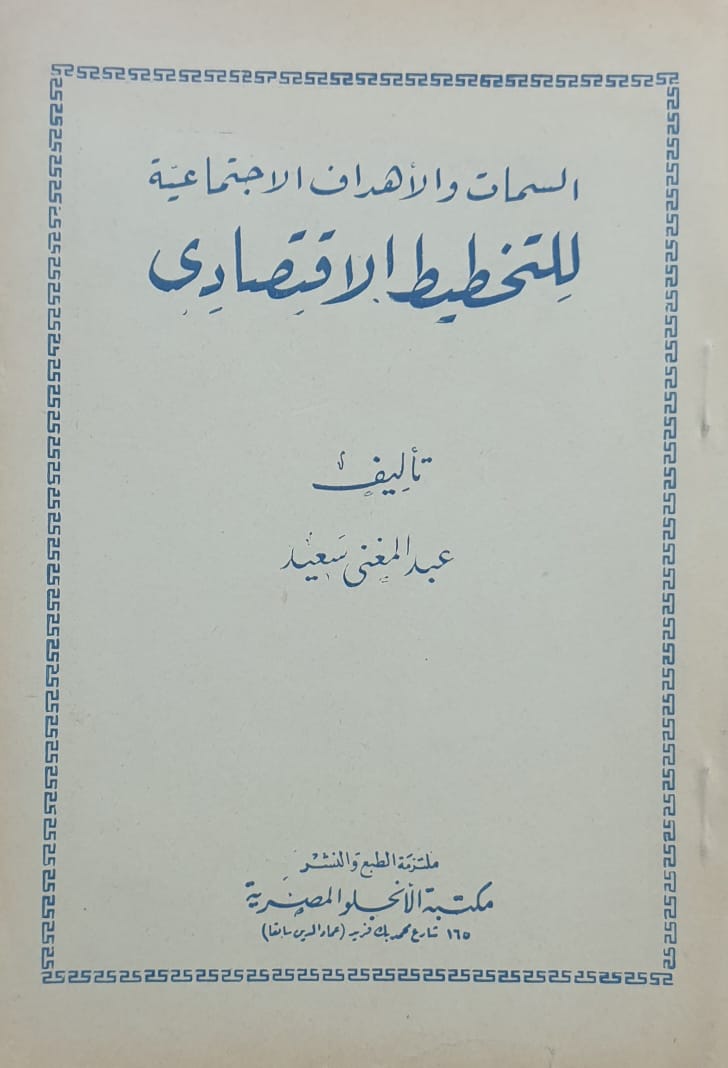 السمات والأهداف الاجتماعية
للتخطيط الاقتصادي
تأليف
عبد المغنى سعيد
ملتزمة الطبع والنشر
مكتبة الأنجلو المصرية
١٦٥ شارع محمد بك فريد (عماد الدين سابقا)